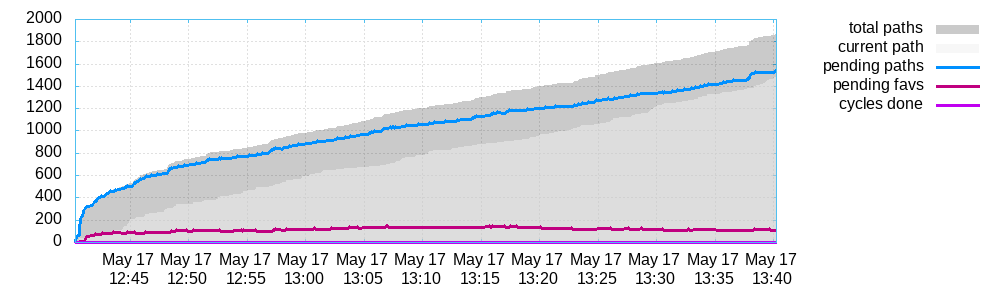 2000
1800
1600
1400
1200
1000
800
600
400
200
0
May 17 May 17 May 17 May 17 May 17 May 17 May 17 May 17 May 17 May 17 May 17 May 17
12:45 12:50 12:55 13:00 13:05 13:10 13:15 13:20 13:25 13:30 13:35 13:40
total paths
current path
pending paths
pending favs
cycles done